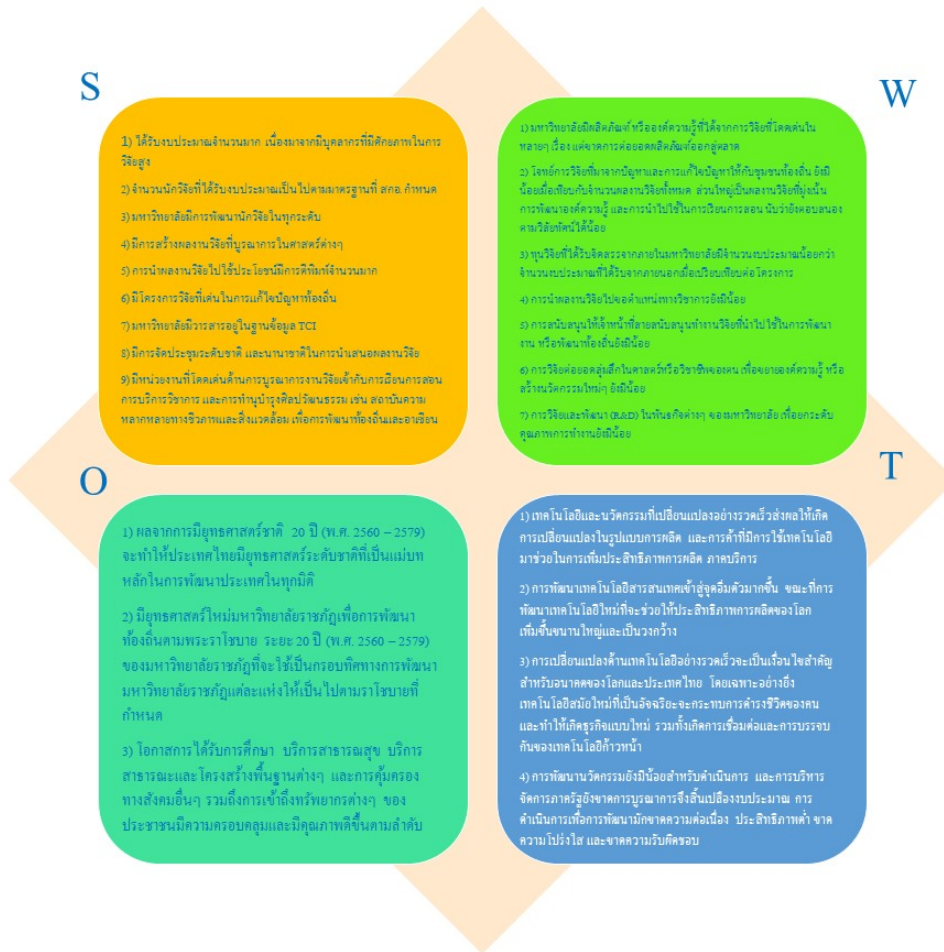 S
1) ได้รับงบประมาณจำนวนมาก เนื่องมาจากมีบุคลากรที่มีศักยภาพในการ
วิจัยสูง
2) จำนวนนักวิจัยที่ได้รับงบประมาณเป็นไปตามมาตรฐานที่ สกอ. กำหนด
3) มหาวิทยาลัยมีการพัฒนานักวิจัยในทุกระดับ
4) มีการสร้างผลงานวิจัยที่บูรณาการในศาสตร์ต่างๆ
5) การนำผลงานวิจัยไปใช้ประโยชน์มีการตีพิมพ์จำนวนมาก
6) มีโครงการวิจัยที่เด่นในการแก้ไขปัญหาท้องถิ่น
7) มหาวิทยาลัยมีวารสารอยู่ในฐานข้อมูล TCI
8) มีการจัดประชุมระดับชาติ และนานาชาติในการนำเสนอผลงานวิจัย
9) มีหน่วยงานที่โดดเด่นด้านการบูรณาการงานวิจัยเข้ากับการเรียนการสอน
การบริการวิชาการ และการทำนุบำรุงศิลปวัฒนธรรม เช่น สถาบันความ
หลากหลายทางชีวภาพและสิ่งแวดล้อม เพื่อการพัฒนาท้องถิ่นและอาเซียน
W
1) มหาวิทยาลัยมีผลิตภัณฑ์ หรือองค์ความรู้ที่ได้จากการวิจัยที่โดดเด่นใน
หลายๆ เรื่อง แต่ขาดการต่อยอดผลิตภัณฑ์ออกสู่ตลาด
2) โจทย์การวิจัยที่มาจากปัญหาและการแก้ไขปัญหาให้กับชุมชนท้องถิ่น ยังมี
น้อยเมื่อเทียบกับจำนวนผลงานวิจัยทั้งหมด ส่วนใหญ่เป็นผลงานวิจัยที่มุ่งเน้น
การพัฒนาองค์ความรู้ และการนำไปใช้ในการเรียนการสอน นับว่ายังตอบสนอง
ตามวิสัยทัศน์ได้น้อย
3) ทุนวิจัยที่ได้รับจัดสรรจากภายในมหาวิทยาลัยมีจำนวนงบประมาณน้อยกว่า
จำนวนงบประมาณที่ได้รับจากภายนอกเมื่อเปรียบเทียบต่อโครงการ
4) การนำผลงานวิจัยไปขอตำแหน่งทางวิชาการยังมีน้อย
5) การสนับสนุนให้เจ้าหน้าที่สายสนับสนุนทำงานวิจัยที่นำไปใช้ในการพัฒนา
งาน หรือพัฒนาท้องถิ่นยังมีน้อย
6) การวิจัยต่อยอดลุ่มลึกในศาสตร์หรือวิชาชีพของตน เพื่อขยายองค์ความรู้ หรือ
สร้างนวัตกรรมใหม่ๆ ยังมีน้อย
7) การวิจัยและพัฒนา (R&D) ในพันธกิจต่างๆ ของมหาวิทยาลัย เพื่อยกระดับ
คุณภาพการทำงานยังมีน้อย
O
1) ผลจากการมียุทธศาสตร์ชาติ 20 ปี (พ.ศ. 2560 – 2579)
จะทำให้ประเทศไทยมียุทธศาสตร์ระดับชาติที่เป็นแม่บท
หลักในการพัฒนาประเทศในทุกมิติ
2) มียุทธศาสตร์ใหม่มหาวิทยาลัยราชภัฏเพื่อการพัฒนา
ท้องถิ่นตามพระราโชบาย ระยะ 20 ปี (พ.ศ. 2560 – 2579)
ของมหาวิทยาลัยราชภัฏที่จะใช้เป็นกรอบทิศทางการพัฒนา
มหาวิทยาลัยราชภัฏแต่ละแห่งให้เป็นไปตามราโชบายที่
กำหนด
3) โอกาสการได้รับการศึกษา บริการสาธารณสุข บริการ
สาธารณะและโครงสร้างพื้นฐานต่างๆ และการคุ้มครอง
ทางสังคมอื่นๆ รวมถึงการเข้าถึงทรัพยากรต่างๆ ของ
ประชาชนมีความครอบคลุมและมีคุณภาพดีขึ้นตามลำดับ
T
1) เทคโนโลยีและนวัตกรรมที่เปลี่ยนแปลงอย่างรวดเร็วส่งผลให้เกิด
การเปลี่ยนแปลงในรูปแบบการผลิต และการค้าที่มีการใช้เทคโนโลยี
มาช่วยในการเพิ่มประสิทธิภาพการผลิต ภาคบริการ
2) การพัฒนาเทคโนโลยีสารสนเทศเข้าสู่จุดอิ่มตัวมากขึ้น ขณะที่การ
พัฒนาเทคโนโลยีใหม่ที่จะช่วยให้ประสิทธิภาพการผลิตของโลก
เพิ่มขึ้นขนานใหญ่และเป็นวงกว้าง
3) การเปลี่ยนแปลงด้านเทคโนโลยีอย่างรวดเร็วจะเป็นเงื่อนไขสำคัญ
สำหรับอนาคตของโลกและประเทศไทย โดยเฉพาะอย่างยิ่ง
เทคโนโลยีสมัยใหม่ที่เป็นอัจฉริยะจะกระทบการดำรงชีวิตของคน
และทำให้เกิดธุรกิจแบบใหม่ รวมทั้งเกิดการเชื่อมต่อและการบรรจบ
กันของเทคโนโลยีก้าวหน้า
4) การพัฒนานวัตกรรมยังมีน้อยสำหรับดำเนินการ และการบริหาร
จัดการภาครัฐยังขาดการบูรณาการจึงสิ้นเปลืองงบประมาณ การ
ดำเนินการเพื่อการพัฒนามักขาดความต่อเนื่อง ประสิทธิภาพต่ำ ขาด
ความโปร่งใส และขาดความรับผิดชอบ